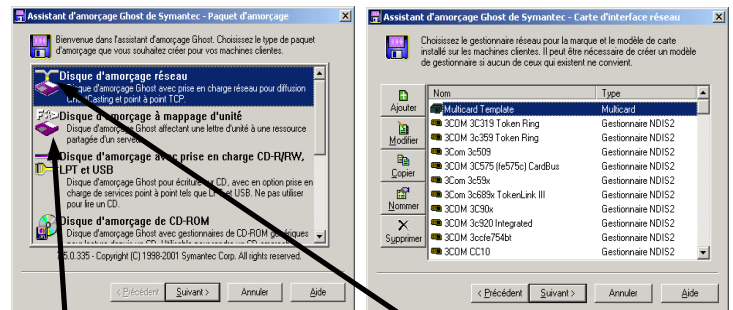 Assistant d'amorçage Ghost de Symantec - Paquet d'amorçage
Bienvenue dans l'assistant d'amorçage Ghost. Choisissez le type de paquet
d'amorçage que vous souhaitez créer pour vos machines clientes.
Disque d'amorçage réseau
Disque d'amorçage Ghost avec prise en charge réseau pour diffusion
GhostCasting et point à point TCP.
Disque d'amorçage à mappage d'unité
Disque d'amorçage Ghost affectant une lettre d'unité à une ressource
partagée d'un serveur
Disque d'amorçage avec prise en charge CD-R/RW,
LPT et USB
Disque d'amorçage Ghost pour écriture sur CD, avec en option prise en
charge de services point à point tels que LPT et USB. Ne pas utiliser
pour lire un CD.
Disque d'amorçage de CD-ROM
Disque d'amorçage Ghost avec gestionnaires de CD-ROM génériques
7.5.0.335 - Copyright (C) 1998-2001 Symantec Corp. All rights reserved.
< Précédent Suivant > Annuler Aide
Assistant d'amorçage Ghost de Symantec - Carte d'interface réseau
Choisissez le gestionnaire réseau pour la marque et le modèle de carte
installé sur les machines clientes. Il peut être nécessaire de créer un modèle
de gestionnaire si aucun de ceux qui existent ne convient.
Ajouter
Modifier
Copier
Nommer
Supprimer
Nom Type
Multicard Template Multicard
3COM 3C319 Token Ring Gestionnaire NDIS2
3COM 3c359 Token Ring Gestionnaire NDIS2
3Com 3c509 Gestionnaire NDIS2
3COM 3C575 (fe575c) CardBus Gestionnaire NDIS2
3Com 3c59x Gestionnaire NDIS2
3Com 3c689x TokenLink III Gestionnaire NDIS2
3COM 3C90x Gestionnaire NDIS2
3COM 3c920 Integrated Gestionnaire NDIS2
3COM 3ccfe754bt Gestionnaire NDIS2
3COM CC10 Gestionnaire NDIS2
< Précédent Suivant > Annuler Aide